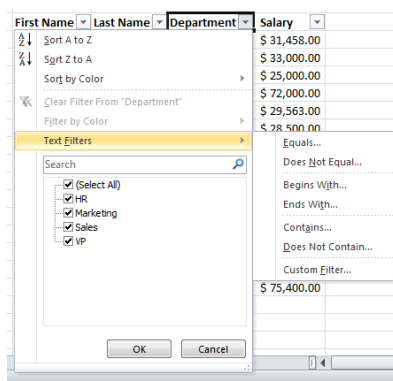 First Name Last Name Department Salary
Sort A to Z
$ 31,458.00
Sort Z to A
$ 33,000.00
Sort by Color
$ 25,000.00
$ 72,000.00
Clear Filter From "Department"
$ 29,563.00
Filter by Color
$ 28,500.00
Text Filters
Equals...
Search
Does Not Equal...
(Select All)
HR
Begins With...
Marketing
Ends With...
Sales
Contains...
VP
Does Not Contain...
Custom Filter...
$ 75,400.00
OK Cancel